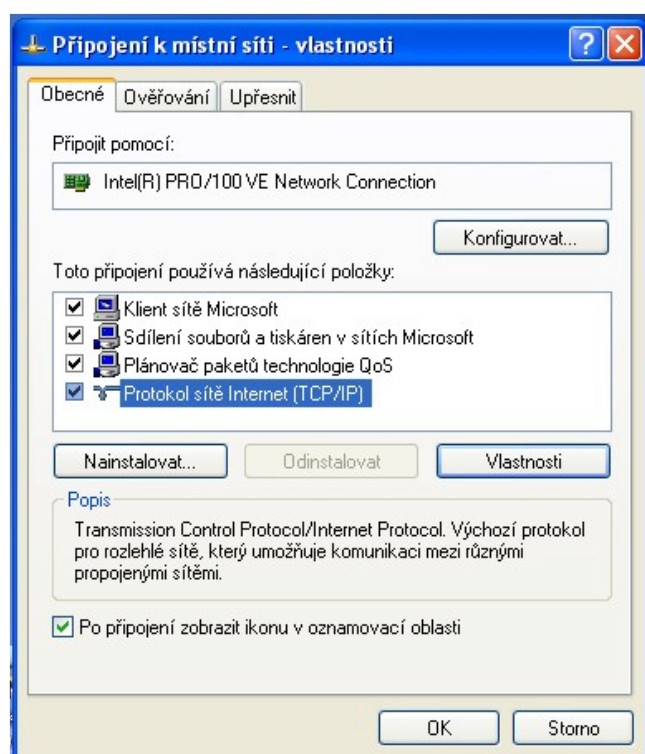 Připojení k místní síti - vlastnosti
Obecné Ověřování Upřesnit
Připojit pomocí:
Intel(R) PRO/100 VE Network Connection
Konfigurovat...
Toto připojení používá následující položky:
Klient sítě Microsoft
Sdílení souborů a tiskáren v sítích Microsoft
Plánovač paketů technologie QoS
Protokol sítě Internet (TCP/IP)
Nainstalovat... Odinstalovat Vlastnosti
Popis
Transmission Control Protocol/Internet Protocol. Výchozí protokol
pro rozlehlé sítě, který umožňuje komunikaci mezi různými
propojenými sítěmi.
Po připojení zobrazit ikonu v oznamovací oblasti
OK Storno